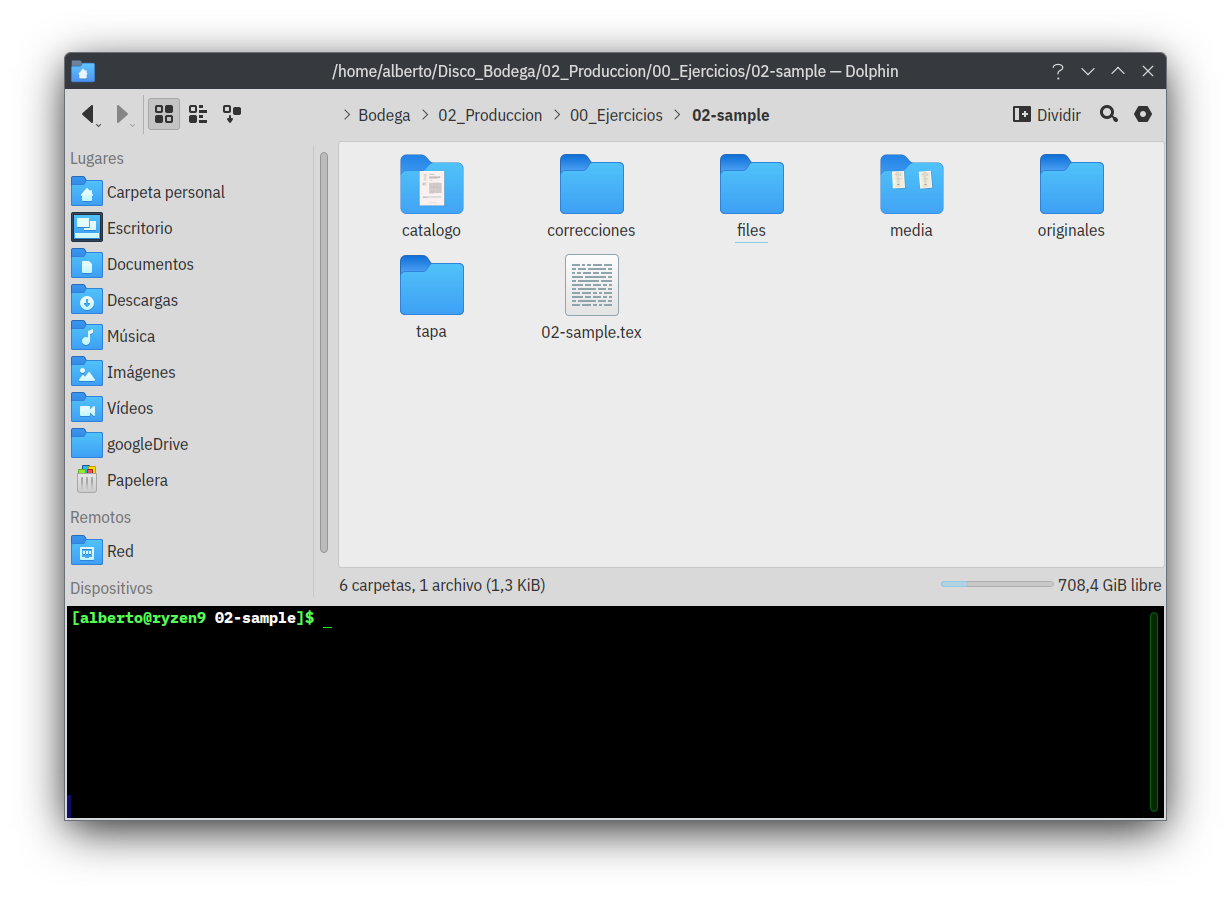 /home/alberto/Disco_Bodega/02_Produccion/00_Ejercicios/02-sample — Dolphin
Bodega > 02_Produccion > 00_Ejercicios > 02-sample
Dividir
Lugares
Carpeta personal
Escritorio
Documentos
Descargas
Música
Imágenes
Vídeos
googleDrive
Papelera
Remotos
Red
Dispositivos
catalogo
correcciones
files
media
originales
tapa
02-sample.tex
6 carpetas, 1 archivo (1,3 KiB)
708,4 GiB libre
[alberto@ryzen9 02-sample]$ _